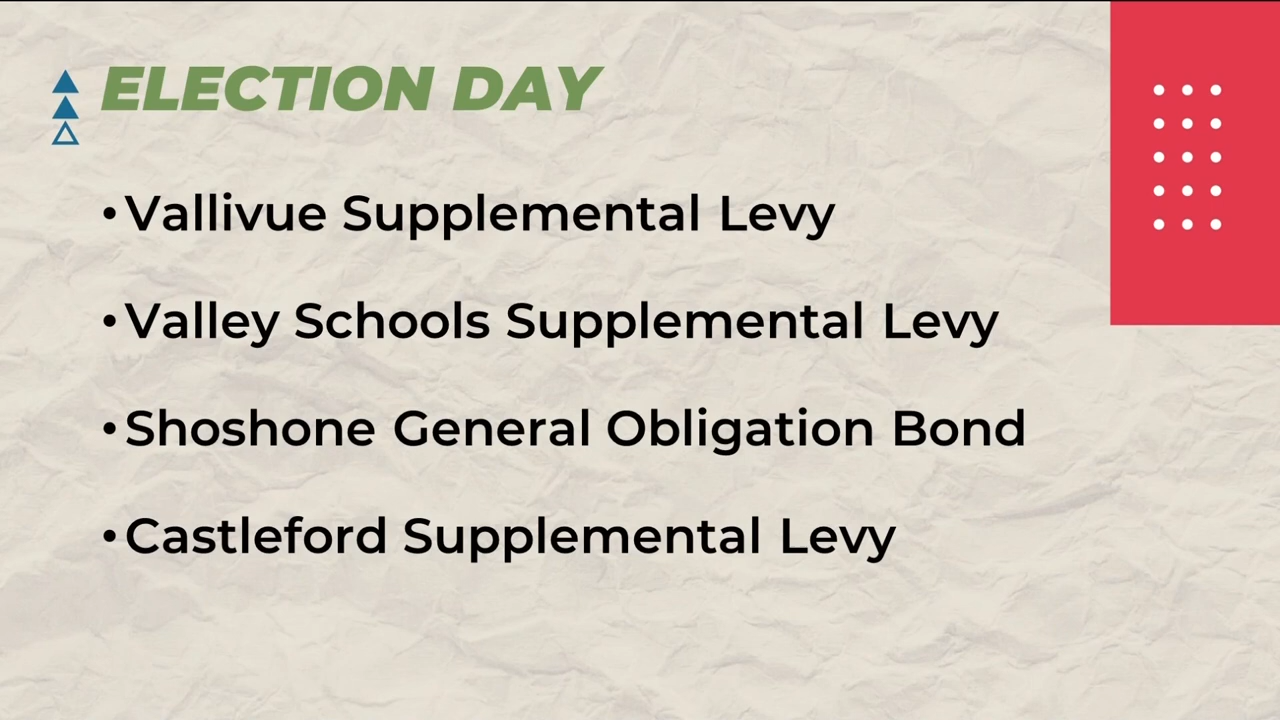 ELECTION DAY
• Vallivue Supplemental Levy
• Valley Schools Supplemental Levy
• Shoshone General Obligation Bond
• Castleford Supplemental Levy